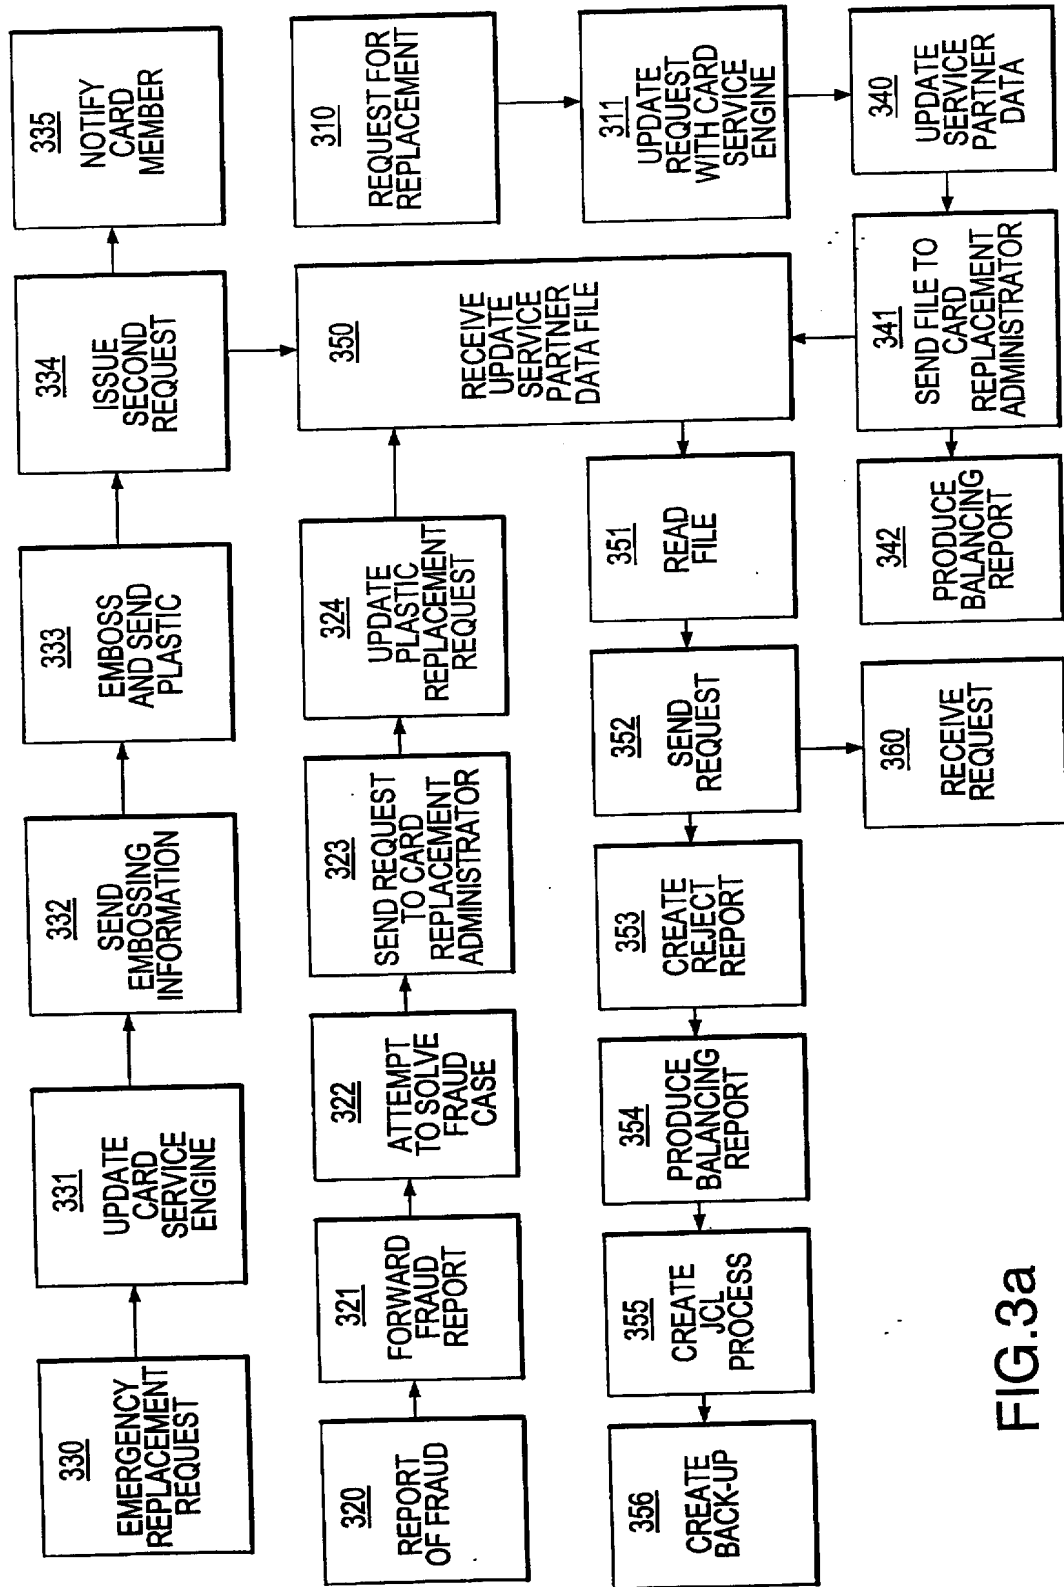 330
EMERGENCY
REPLACEMENT
REQUEST
331
UPDATE
CARD
SERVICE
ENGINE
332
SEND
EMBOSSING
INFORMATION
333
EMBOSS
AND SEND
PLASTIC
334
ISSUE
SECOND
REQUEST
335
NOTIFY
CARD
MEMBER
320
REPORT
OF FRAUD
321
FORWARD
FRAUD
REPORT
322
ATTEMPT
TO SOLVE
FRAUD
CASE
323
SEND REQUEST
TO CARD
REPLACEMENT
ADMINISTRATOR
324
UPDATE
PLASTIC
REPLACEMENT
REQUEST
350
RECEIVE
UPDATE
SERVICE
PARTNER
DATA FILE
310
REQUEST FOR
REPLACEMENT
356
CREATE
BACK-UP
355
CREATE
JCL
PROCESS
354
PRODUCE
BALANCING
REPORT
353
CREATE
REJECT
REPORT
352
SEND
REQUEST
351
READ
FILE
311
UPDATE
REQUEST
WITH CARD
SERVICE
ENGINE
360
RECEIVE
REQUEST
342
PRODUCE
BALANCING
REPORT
341
SEND FILE TO
CARD
REPLACEMENT
ADMINISTRATOR
340
UPDATE
SERVICE
PARTNER
DATA
FIG.3a